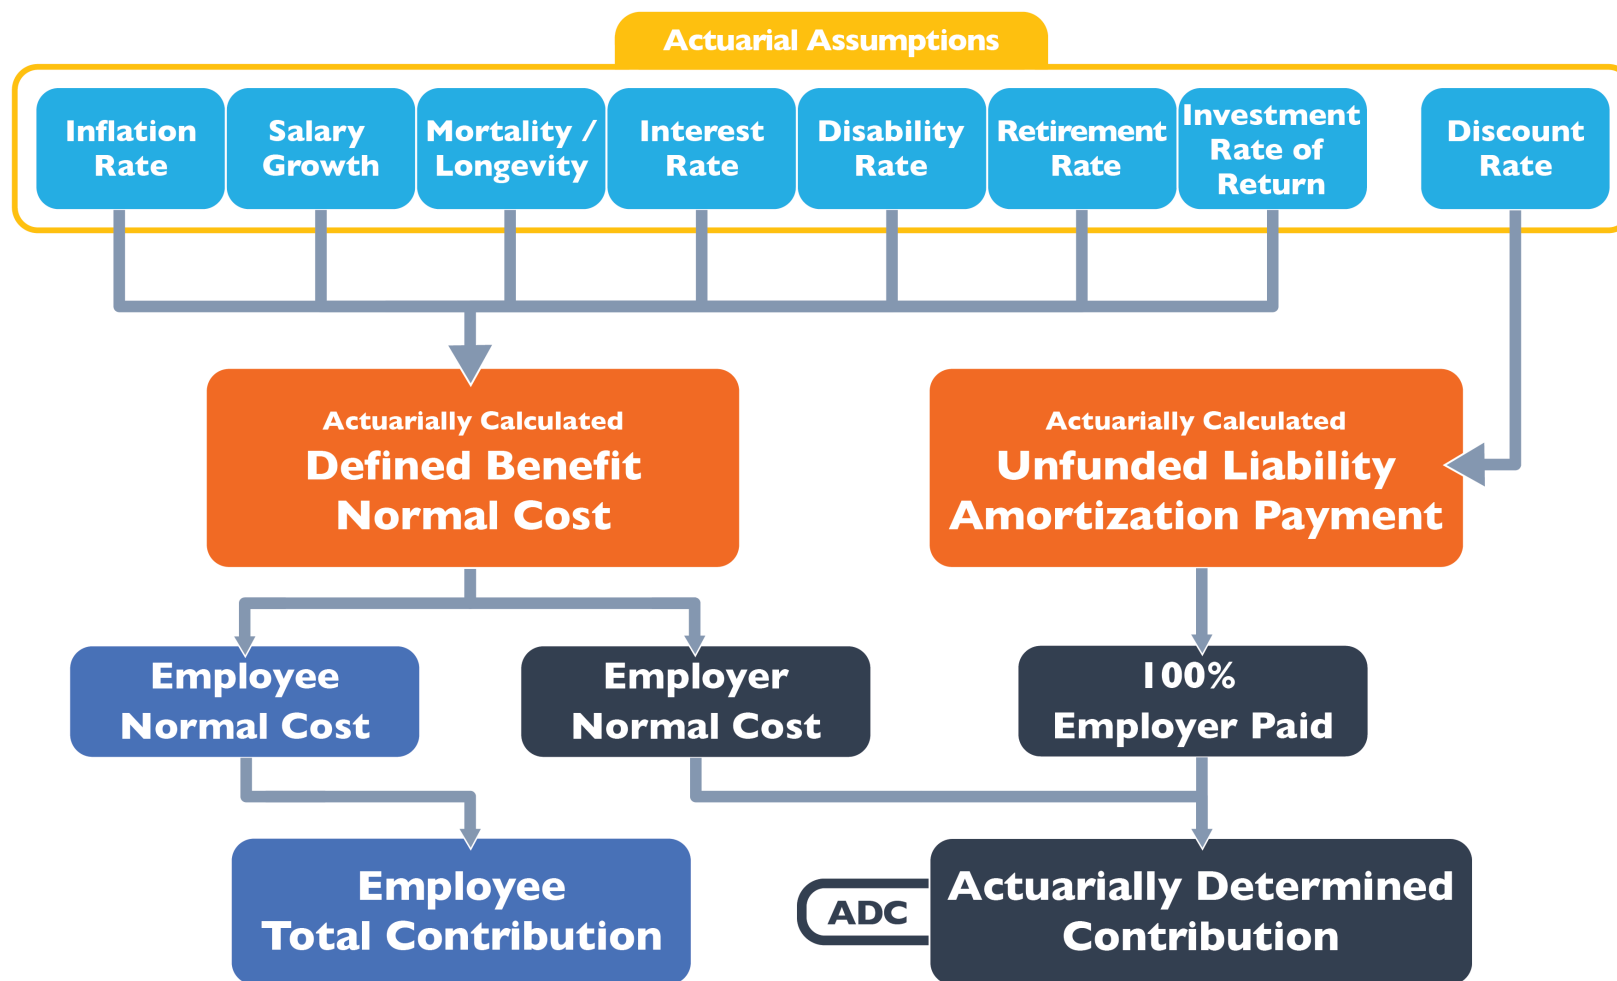 Actuarial Assumptions
Inflation
Rate
Salary
Growth
Mortality /
Longevity
Interest
Rate
Disability
Rate
Retirement
Rate
Investment
Rate of
Return
Discount
Rate
Actuarially Calculated
Defined Benefit
Normal Cost
Actuarially Calculated
Unfunded Liability
Amortization Payment
Employee
Normal Cost
Employer
Normal Cost
100%
Employer Paid
Employee
Total Contribution
ADC
Actuarially Determined
Contribution